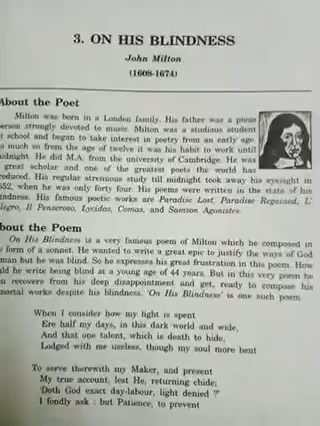 3. ON HIS BLINDNESS
John Milton
(1608-1674)
About the Poet
Milton was born in a London family. His father was a pious
person strongly devoted to music. Milton was a studious student
at school and began to take interest in poetry from an early age.
so much so from the age of twelve it was his habit to work until
midnight. He did M.A. from the university of Cambridge. He was
great scholar and one of the greatest poets the world has
produced. His regular strenuous study till midnight took away his eyesight in
1652, when he was only forty four. His poems were written in the state of his
blindness. His famous poetic works are Paradise Lost, Paradise Regained, L'
Allegro, Il Penseroso, Lycidas, Comus, and Samson Agonistes.
About the Poem
On His Blindness is a very famous poem of Milton which he composed in
form of a sonnet. He wanted to write a great epic to justify the ways of God
man but he was blind. So he expresses his great frustration in this poem. How
could he write being blind at a young age of 44 years. But in this very poem he
recovers from his deep disappointment and get, ready to compose his
immortal works despite his blindness. 'On His Blindness' is one such poem
When I consider how my light is spent
Ere half my days, in this dark world and wide,
And that one talent, which is death to hide,
Lodged with me useless, though my soul more bent
To serve therewith my Maker, and present
My true account, lest He, returning chide;
'Doth God exact day-labour, light denied ?'
I fondly ask : but Patience, to prevent